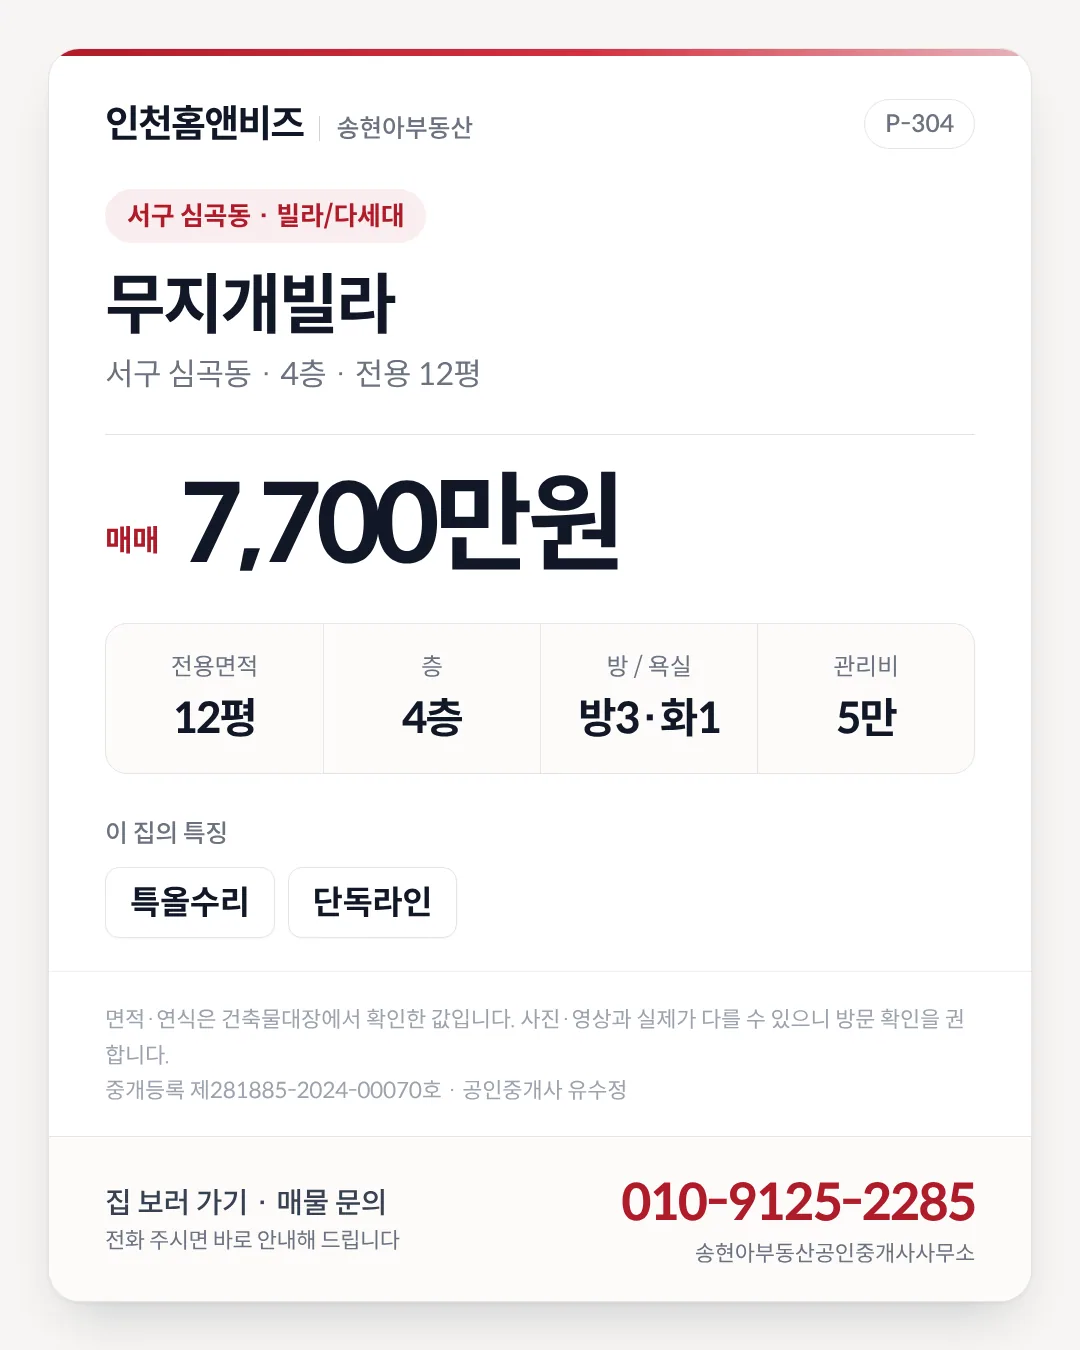 인천홈앤비즈 | 송현아부동산
P-304
서구 심곡동 · 빌라/다세대
무지개빌라
서구 심곡동 · 4층 · 전용 12평
매매 7,700만원
전용면적
12평
층
4층
방 / 욕실
방3·화1
관리비
5만
이 집의 특징
특올수리
단독라인
면적·연식은 건축물대장에서 확인한 값입니다. 사진·영상과 실제가 다를 수 있으니 방문 확인을 권
합니다.
중개등록 제281885-2024-00070호 · 공인중개사 유수정
집 보러 가기 · 매물 문의
전화 주시면 바로 안내해 드립니다
010-9125-2285
송현아부동산공인중개사사무소